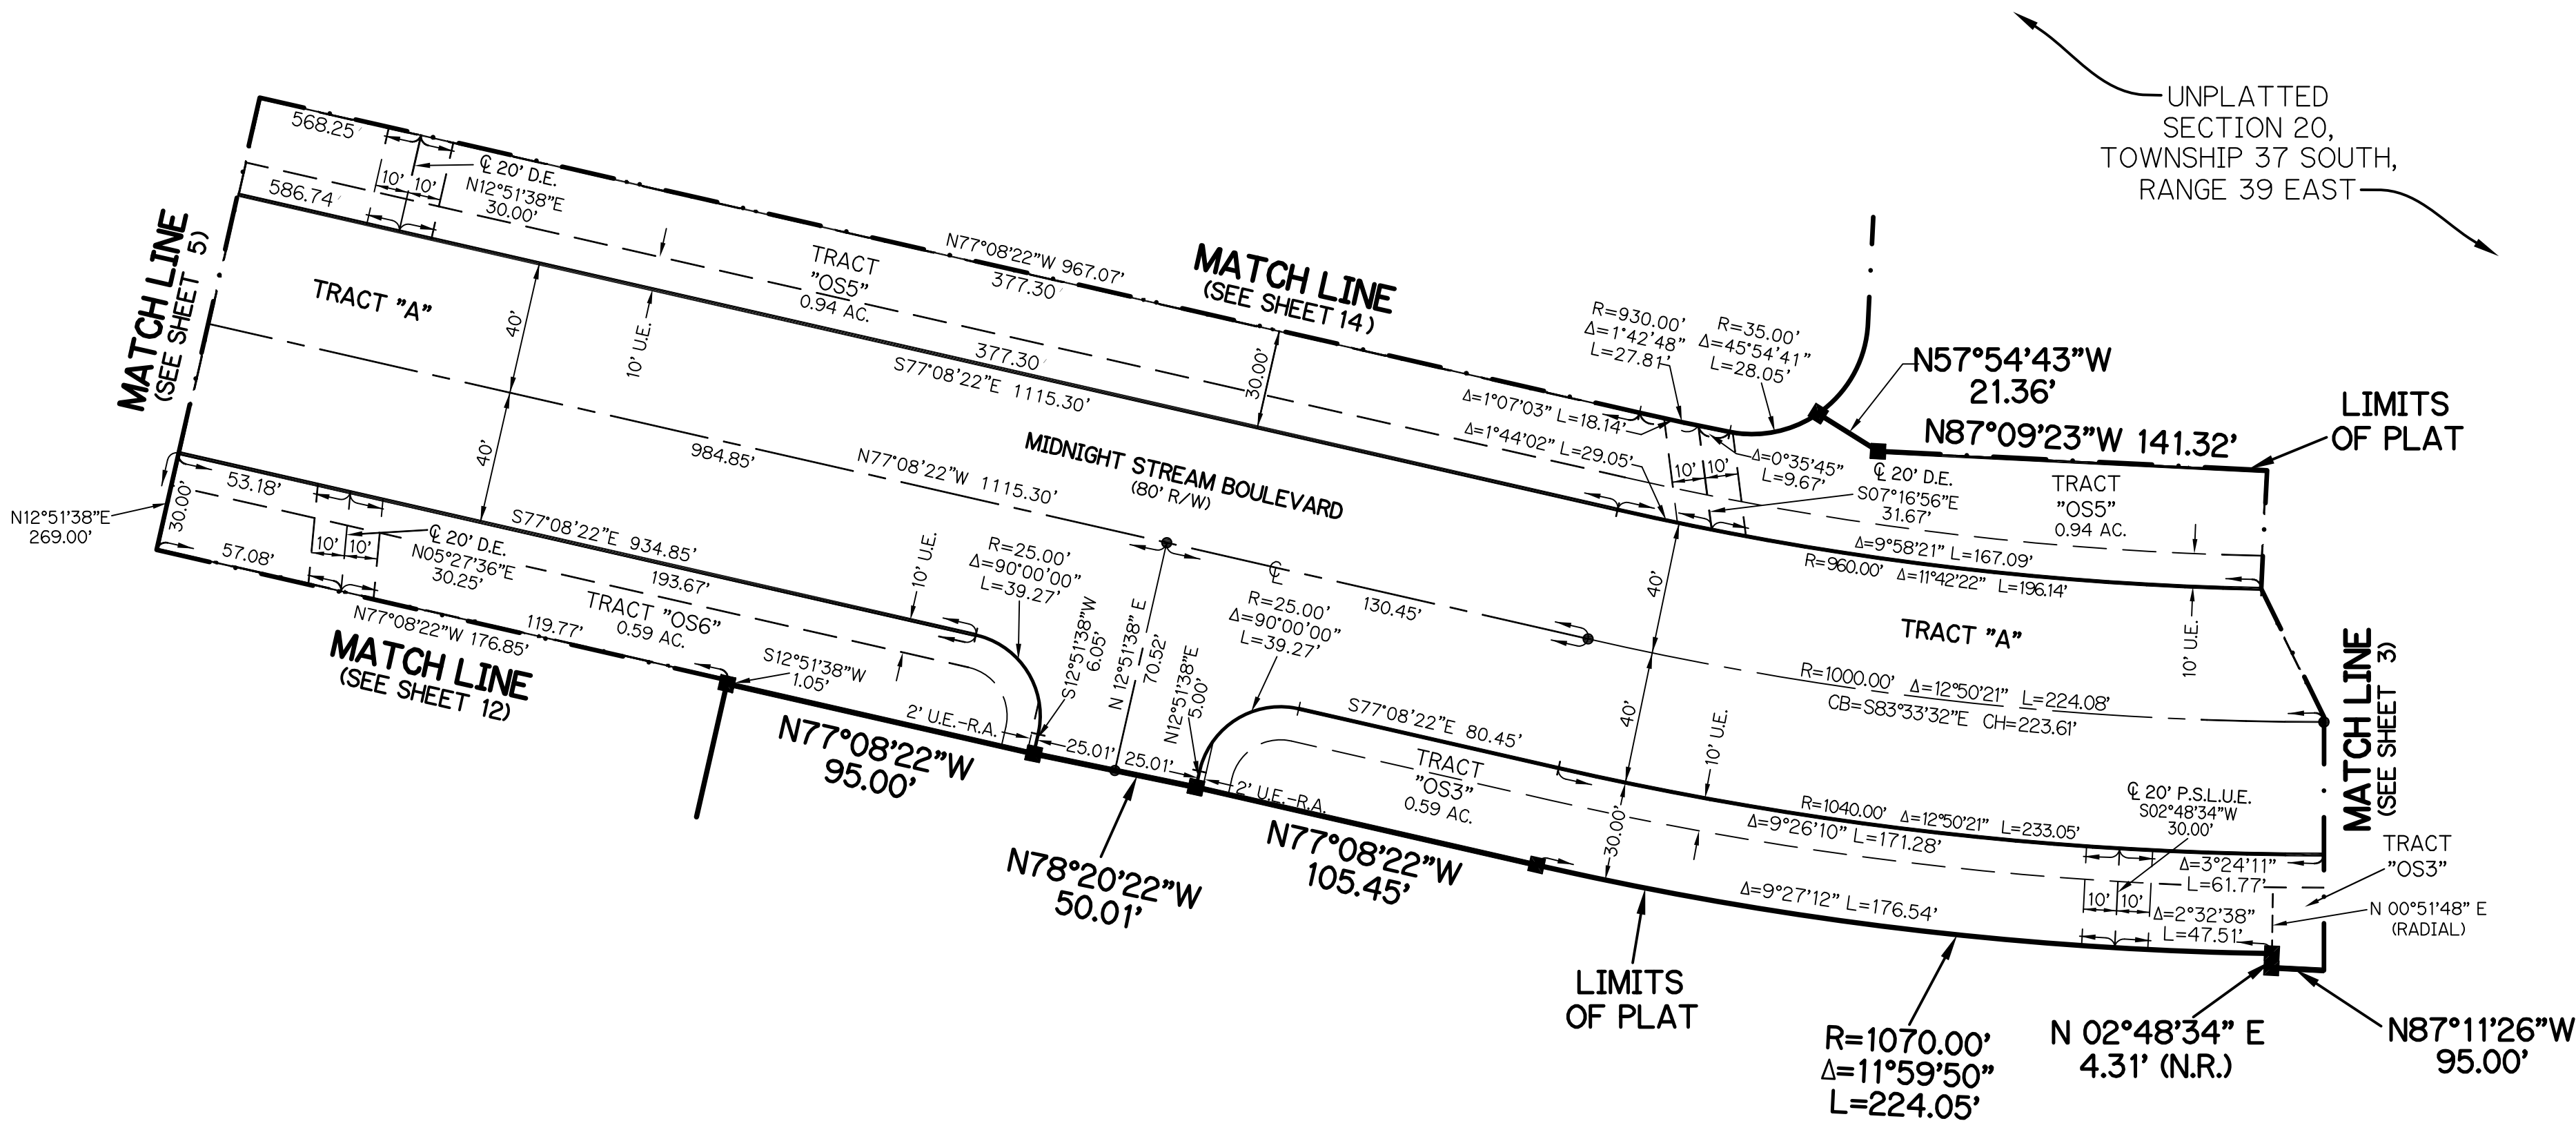 UNPLATTED
SECTION 20,
TOWNSHIP 37 SOUTH,
RANGE 39 EAST
568.25'
℄ 20' D.E.
N12°51'38"E
30.00'
10' 10'
586.74'
MATCH LINE
(SEE SHEET 5)
TRACT "A"
40'
40'
10' U.E.
TRACT
"OS5"
0.94 AC.
N77°08'22"W 967.07'
377.30'
MATCH LINE
(SEE SHEET 14)
377.30'
S77°08'22"E 1115.30'
30.00'
R=930.00'
Δ=1°42'48"
L=27.81'
R=35.00'
Δ=45°54'41"
L=28.05'
N57°54'43"W
21.36'
N87°09'23"W 141.32'
LIMITS
OF PLAT
Δ=1°07'03" L=18.14'
Δ=1°44'02" L=29.05'
10' 10'
Δ=0°35'45"
L=9.67'
℄ 20' D.E.
S07°16'56"E
31.67'
TRACT
"OS5"
0.94 AC.
Δ=9°58'21" L=167.09'
R=960.00' Δ=11°42'22" L=196.14'
984.85'
N77°08'22"W 1115.30'
MIDNIGHT STREAM BOULEVARD
(80' R/W)
℄
130.45'
40'
40'
TRACT "A"
10' U.E.
R=1000.00' Δ=12°50'21" L=224.08'
CB=S83°33'32"E CH=223.61'
MATCH LINE
(SEE SHEET 3)
N12°51'38"E
269.00'
30.00'
53.18'
57.08'
10' 10'
℄ 20' D.E.
N05°27'36"E
30.25'
S77°08'22"E 934.85'
193.67'
TRACT "OS6"
0.59 AC.
N77°08'22"W 176.85'
119.77'
MATCH LINE
(SEE SHEET 12)
S12°51'38"W
1.05'
10' U.E.
R=25.00'
Δ=90°00'00"
L=39.27'
S12°51'38"W
6.05'
N 12°51'38" E
70.52'
N12°51'38"E
5.00'
R=25.00'
Δ=90°00'00"
L=39.27'
2' U.E.-R.A.
25.01'
25.01'
2' U.E.-R.A.
N77°08'22"W
95.00'
N78°20'22"W
50.01'
N77°08'22"W
105.45'
S77°08'22"E 80.45'
TRACT
"OS3"
0.59 AC.
10' U.E.
30.00'
R=1040.00' Δ=12°50'21" L=233.05'
Δ=9°26'10" L=171.28'
Δ=9°27'12" L=176.54'
℄ 20' P.S.L.U.E.
S02°48'34"W
30.00'
Δ=3°24'11"
L=61.77'
10' 10'
Δ=2°32'38"
L=47.51'
TRACT
"OS3"
N 00°51'48" E
(RADIAL)
LIMITS
OF PLAT
R=1070.00'
Δ=11°59'50"
L=224.05'
N 02°48'34" E
4.31' (N.R.)
N87°11'26"W
95.00'